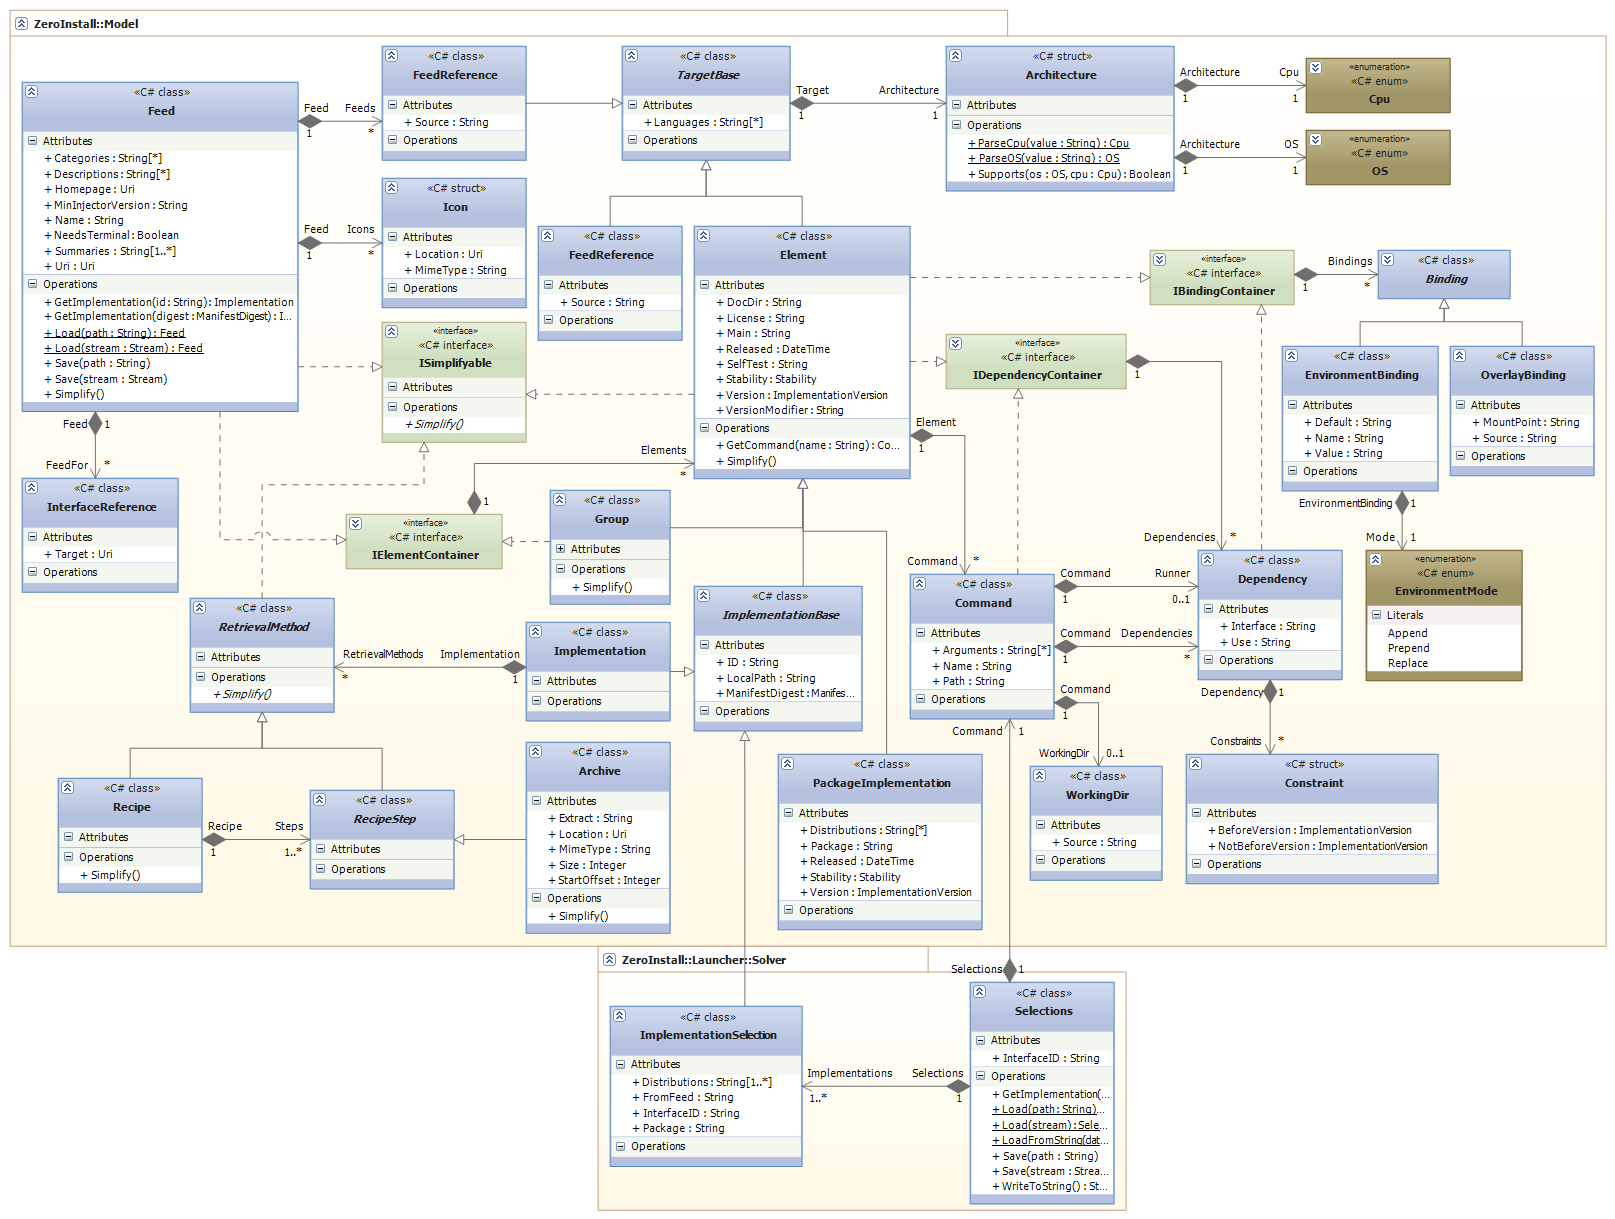 ZeroInstall::Model
«C# class»
Feed
Attributes
+ Categories : String[*]
+ Descriptions : String[*]
+ Homepage : Uri
+ MinInjectorVersion : String
+ Name : String
+ NeedsTerminal : Boolean
+ Summaries : String[1..*]
+ Uri : Uri
Operations
+ GetImplementation(id : String) : Implementation
+ GetImplementation(digest : ManifestDigest) : I...
+ Load(path : String) : Feed
+ Load(stream : Stream) : Feed
+ Save(path : String)
+ Save(stream : Stream)
+ Simplify()
Feed
Feeds
1
*
Feed
Icons
1
*
«C# class»
FeedReference
Attributes
+ Source : String
Operations
«C# struct»
Icon
Attributes
+ Location : Uri
+ MimeType : String
Operations
«interface»
«C# interface»
ISimplifyable
Attributes
Operations
+ Simplify()
«C# class»
TargetBase
Attributes
+ Languages : String[*]
Operations
Target
Architecture
1
1
«C# struct»
Architecture
Attributes
Operations
+ ParseCpu(value : String) : Cpu
+ ParseOS(value : String) : OS
+ Supports(os : OS, cpu : Cpu) : Boolean
Architecture
Cpu
1
1
«enumeration»
«C# enum»
Cpu
Architecture
OS
1
1
«enumeration»
«C# enum»
OS
«C# class»
FeedReference
Attributes
+ Source : String
Operations
«C# class»
Element
Attributes
+ DocDir : String
+ License : String
+ Main : String
+ Released : DateTime
+ SelfTest : String
+ Stability : Stability
+ Version : ImplementationVersion
+ VersionModifier : String
Operations
+ GetCommand(name : String) : Co...
+ Simplify()
«interface»
«C# interface»
IBindingContainer
Bindings
1
*
«C# class»
Binding
«interface»
«C# interface»
IDependencyContainer
1
«C# class»
EnvironmentBinding
Attributes
+ Default : String
+ Name : String
+ Value : String
Operations
«C# class»
OverlayBinding
Attributes
+ MountPoint : String
+ Source : String
Operations
EnvironmentBinding
1
Mode
1
«enumeration»
«C# enum»
EnvironmentMode
Literals
Append
Prepend
Replace
Feed
1
FeedFor
*
«C# class»
InterfaceReference
Attributes
+ Target : Uri
Operations
Elements
*
1
«interface»
«C# interface»
IElementContainer
«C# class»
Group
Attributes
Operations
+ Simplify()
Element
1
Command
*
Dependencies
*
«C# class»
Command
Attributes
+ Arguments : String[*]
+ Name : String
+ Path : String
Operations
Command
Runner
1
0..1
Command
Dependencies
1
*
Command
1
WorkingDir
0..1
«C# class»
Dependency
Attributes
+ Interface : String
+ Use : String
Operations
Dependency
1
Constraints
*
«C# class»
RetrievalMethod
Attributes
Operations
+ Simplify()
RetrievalMethods
Implementation
*
1
«C# class»
Implementation
Attributes
Operations
«C# class»
ImplementationBase
Attributes
+ ID : String
+ LocalPath : String
+ ManifestDigest : Manifes...
Operations
Command
1
«C# class»
WorkingDir
Attributes
+ Source : String
Operations
«C# struct»
Constraint
Attributes
+ BeforeVersion : ImplementationVersion
+ NotBeforeVersion : ImplementationVersion
Operations
«C# class»
Recipe
Attributes
Operations
+ Simplify()
Recipe
Steps
1
1..*
«C# class»
RecipeStep
Attributes
Operations
«C# class»
Archive
Attributes
+ Extract : String
+ Location : Uri
+ MimeType : String
+ Size : Integer
+ StartOffset : Integer
Operations
+ Simplify()
«C# class»
PackageImplementation
Attributes
+ Distributions : String[*]
+ Package : String
+ Released : DateTime
+ Stability : Stability
+ Version : ImplementationVersion
Operations
ZeroInstall::Launcher::Solver
Selections
1
«C# class»
ImplementationSelection
Attributes
+ Distributions : String[1..*]
+ FromFeed : String
+ InterfaceID : String
+ Package : String
Operations
Implementations
Selections
1..*
1
«C# class»
Selections
Attributes
+ InterfaceID : String
Operations
+ GetImplementation(...
+ Load(path: String)...
+ Load(stream) : Sele...
+ LoadFromString(dat...
+ Save(path : String)
+ Save(stream : Strea...
+ WriteToString() : St...